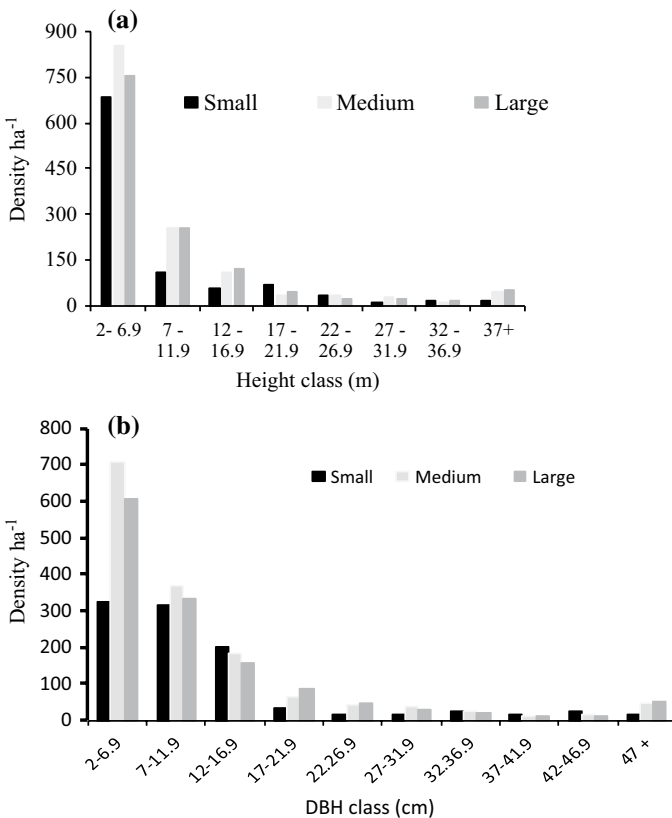 (a)
900
750
600
450
300
150
0
Density ha-1
Small Medium Large
2- 6.9 7 - 11.9 12 - 16.9 17 - 21.9 22 - 26.9 27 - 31.9 32 - 36.9 37+
Height class (m)
(b)
800
700
600
500
400
300
200
100
0
Density ha-1
Small Medium Large
2-6.9 7-11.9 12-16.9 17-21.9 22.26.9 27-31.9 32.36.9 37-41.9 42-46.9 47 +
DBH class (cm)